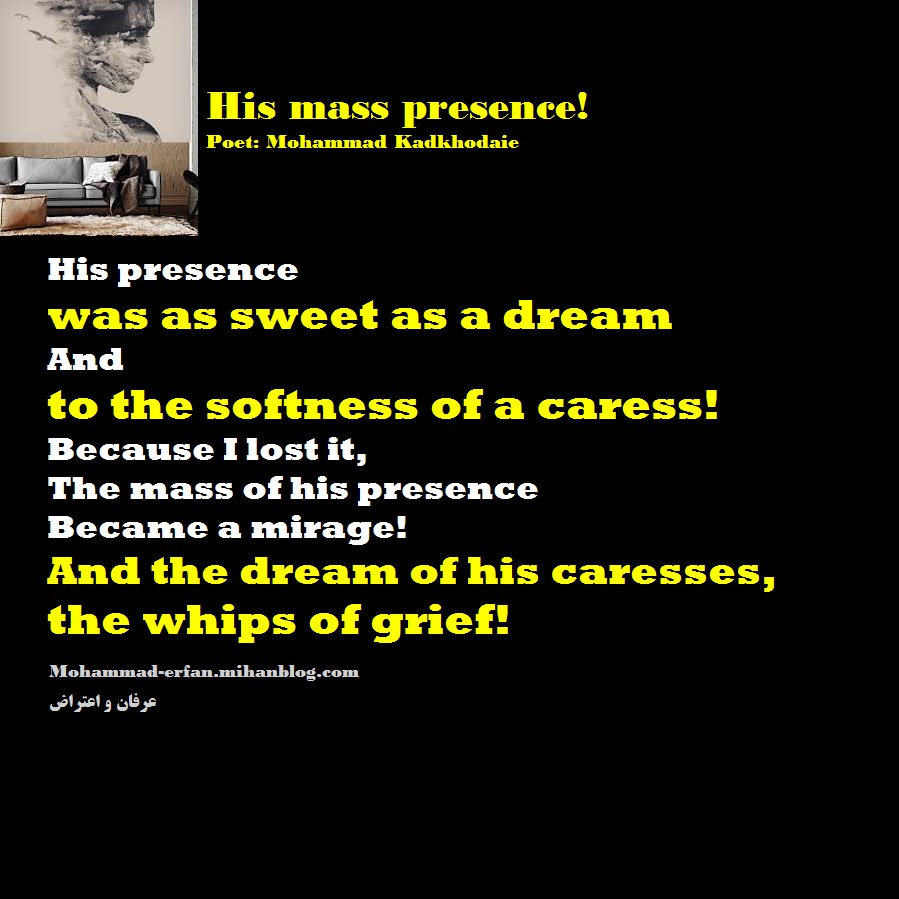 His mass presence!
Poet: Mohammad Kadkhodaie
His presence
was as sweet as a dream
And
to the softness of a caress!
Because I lost it,
The mass of his presence
Became a mirage!
And the dream of his caresses,
the whips of grief!
Mohammad-erfan.mihanblog.com
عرفان و اعتراض